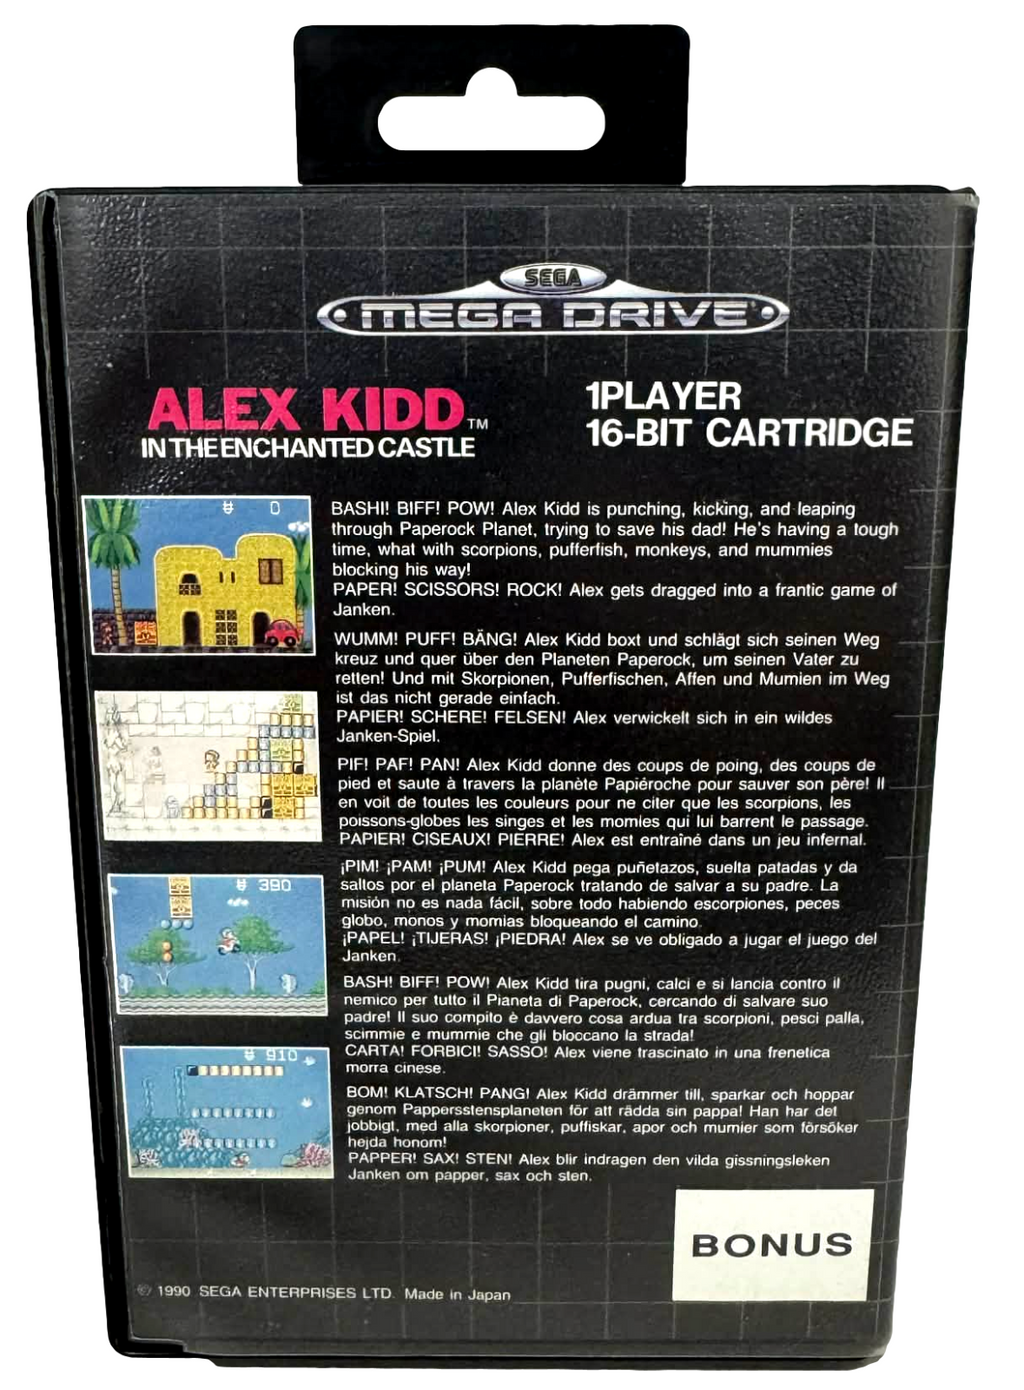 SEGA
MEGA DRIVE
ALEX KIDD™
IN THE ENCHANTED CASTLE
1PLAYER
16-BIT CARTRIDGE
0
BASHI! BIFF! POW! Alex Kidd is punching, kicking, and leaping
through Paperock Planet, trying to save his dad! He's having a tough
time, what with scorpions, pufferfish, monkeys, and mummies
blocking his way!
PAPER! SCISSORS! ROCK! Alex gets dragged into a frantic game of
Janken.
WUMM! PUFF! BÄNG! Alex Kidd boxt und schlägt sich seinen Weg
kreuz und quer über den Planeten Paperock, um seinen Vater zu
retten! Und mit Skorpionen, Pufferfischen, Affen und Mumien im Weg
ist das nicht gerade einfach.
PAPIER! SCHERE! FELSEN! Alex verwickelt sich in ein wildes
Janken-Spiel.
PIF! PAF! PAN! Alex Kidd donne des coups de poing, des coups de
pied et saute à travers la planète Papiéroche pour sauver son père! Il
en voit de toutes les couleurs pour ne citer que les scorpions, les
poissons-globes les singes et les momies qui lui barrent le passage.
PAPIER! CISEAUX! PIERRE! Alex est entraîné dans un jeu infernal.
380
¡PIM! ¡PAM! ¡PUM! Alex Kidd pega puñetazos, suelta patadas y da
saltos por el planeta Paperock tratando de salvar a su padre. La
misión no es nada fácil, sobre todo habiendo escorpiones, peces
globo, monos y momias bloqueando el camino.
¡PAPEL! ¡TIJERAS! ¡PIEDRA! Alex se ve obligado a jugar el juego del
Janken.
BASH! BIFF! POW! Alex Kidd tira pugni, calci e si lancia contro il
nemico per tutto il Pianeta di Paperock, cercando di salvare suo
padre! Il suo compito è davvero cosa ardua tra scorpioni, pesci palla,
scimmie e mummie che gli bloccano la strada!
CARTA! FORBICI! SASSO! Alex viene trascinato in una frenetica
morra cinese.
910
BOM! KLATSCH! PANG! Alex Kidd drämmer till, sparkar och hoppar
genom Pappersstensplaneten för att rädda sin pappa! Han har det
jobbigt, med alla skorpioner, puffiskar, apor och mumier som försöker
hejda honom!
PAPPER! SAX! STEN! Alex blir indragen den vilda gissningsleken
Janken om papper, sax och sten.
BONUS
© 1990 SEGA ENTERPRISES LTD. Made in Japan